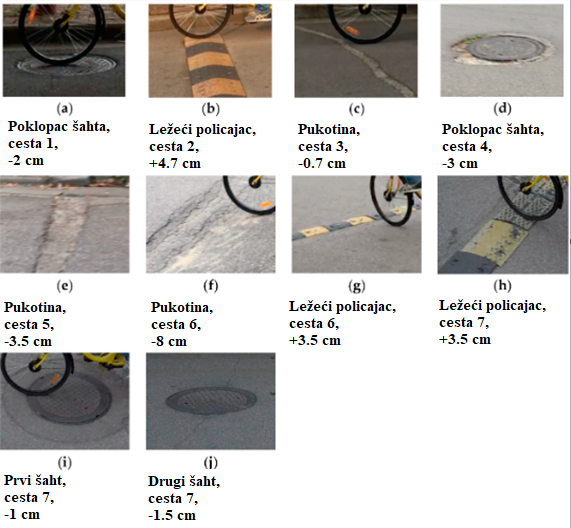 (a)
Poklopac šahta,
cesta 1,
-2 cm
(b)
Ležeći policajac,
cesta 2,
+4.7 cm
(c)
Pukotina,
cesta 3,
-0.7 cm
(d)
Poklopac šahta,
cesta 4,
-3 cm
(e)
Pukotina,
cesta 5,
-3.5 cm
(f)
Pukotina,
cesta 6,
-8 cm
(g)
Ležeći policajac,
cesta 6,
+3.5 cm
(h)
Ležeći policajac,
cesta 7,
+3.5 cm
(i)
Prvi šaht,
cesta 7,
-1 cm
(j)
Drugi šaht,
cesta 7,
-1.5 cm